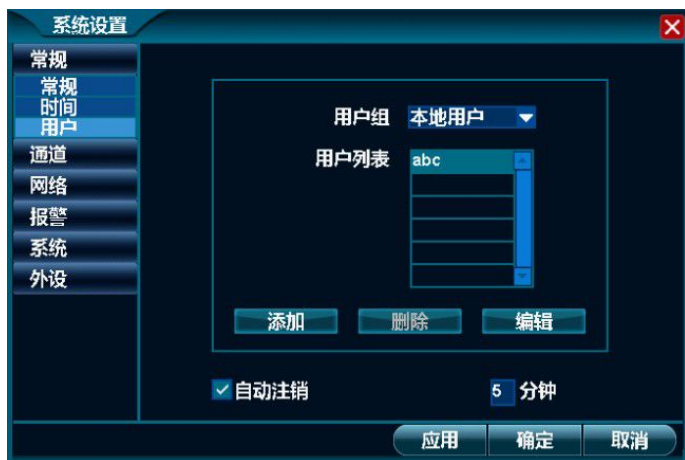 系统设置
常规
常规
时间
用户
通道
网络
报警
系统
外设
用户组 本地用户
用户列表 abc
添加 删除 编辑
自动注销 5 分钟
应用 确定 取消